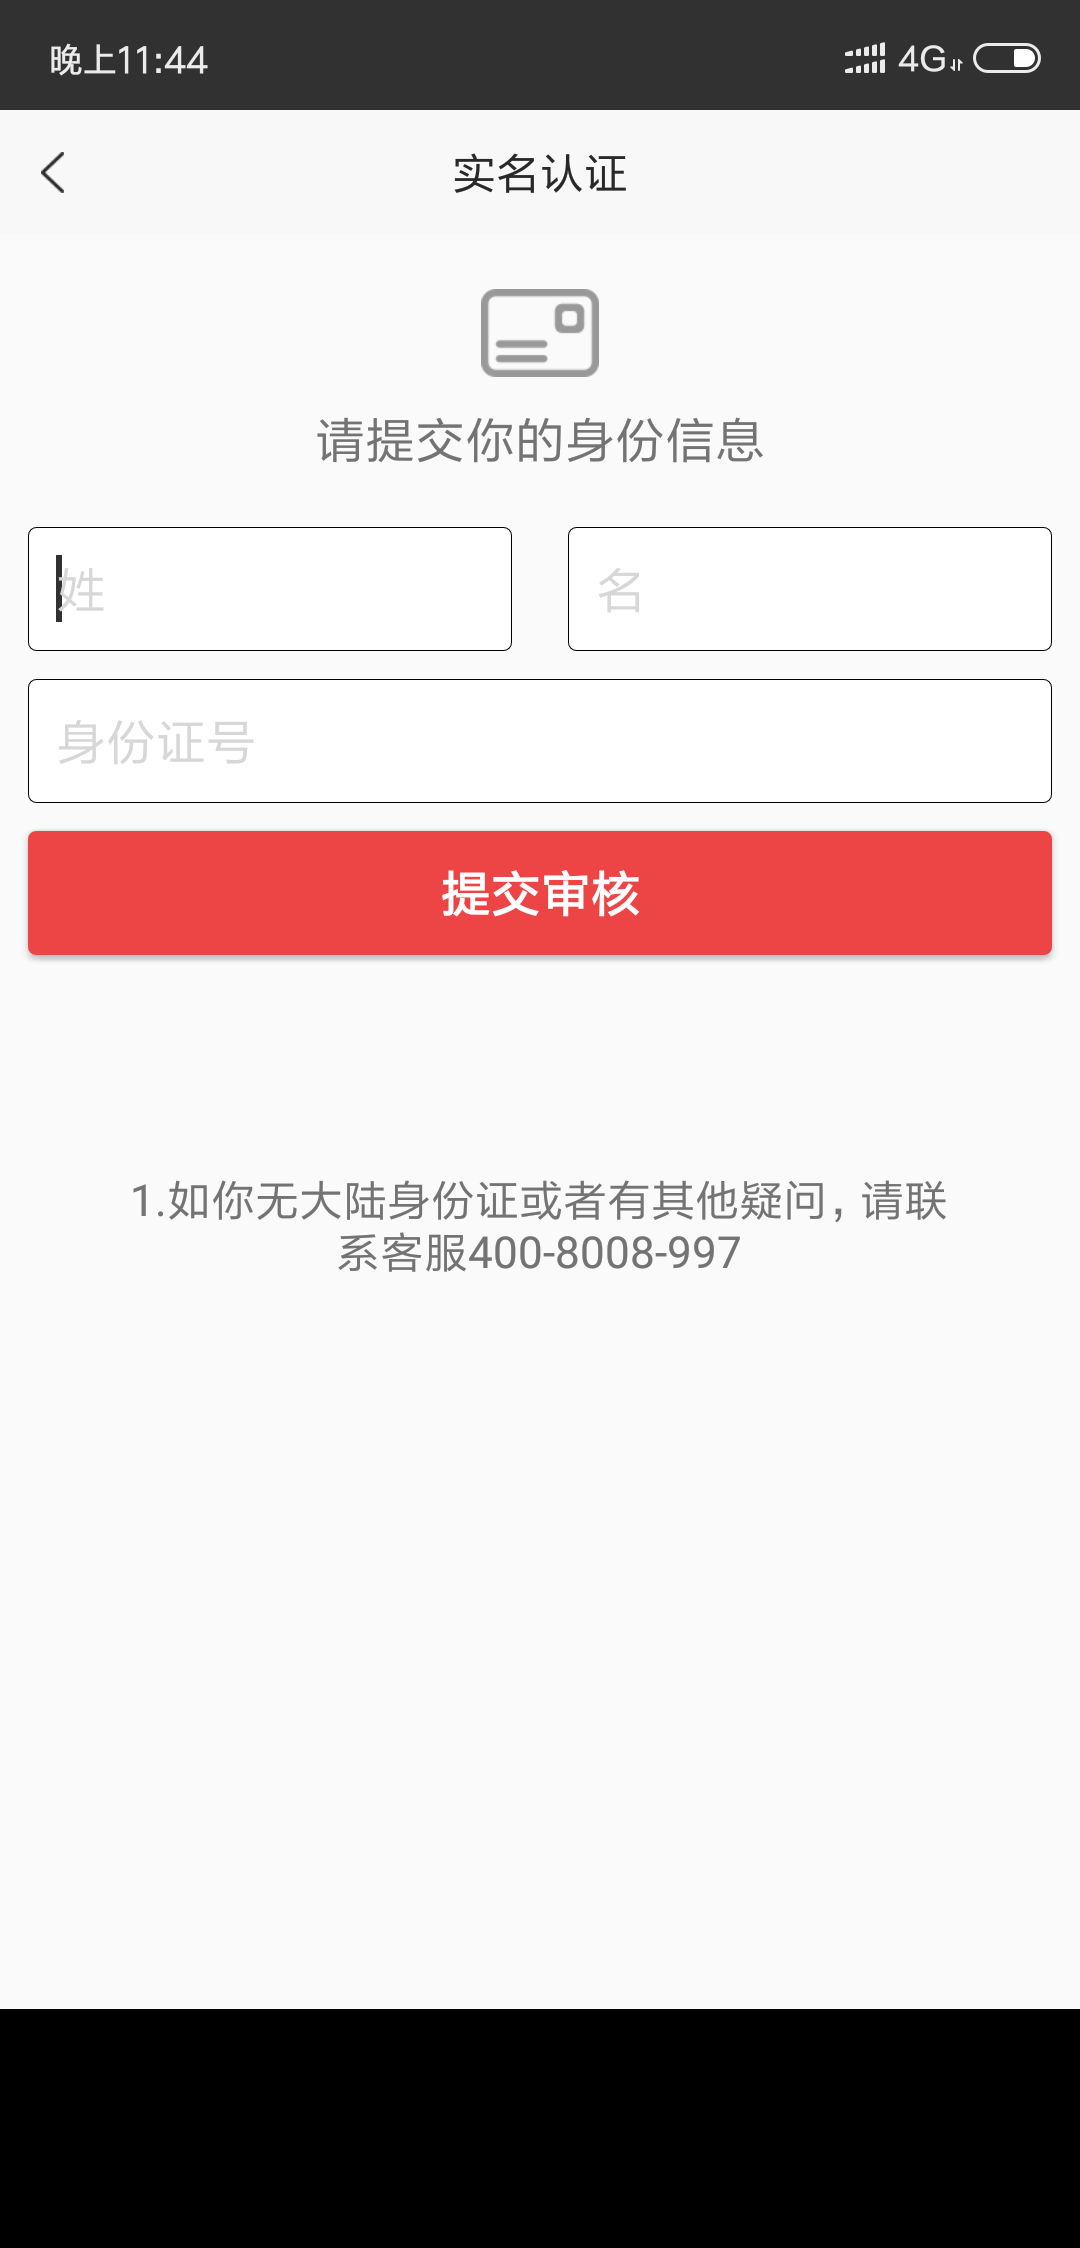 晚上11:44 4G
实名认证
请提交你的身份信息
姓 名
身份证号
提交审核
1.如你无大陆身份证或者有其他疑问，请联
系客服400-8008-997